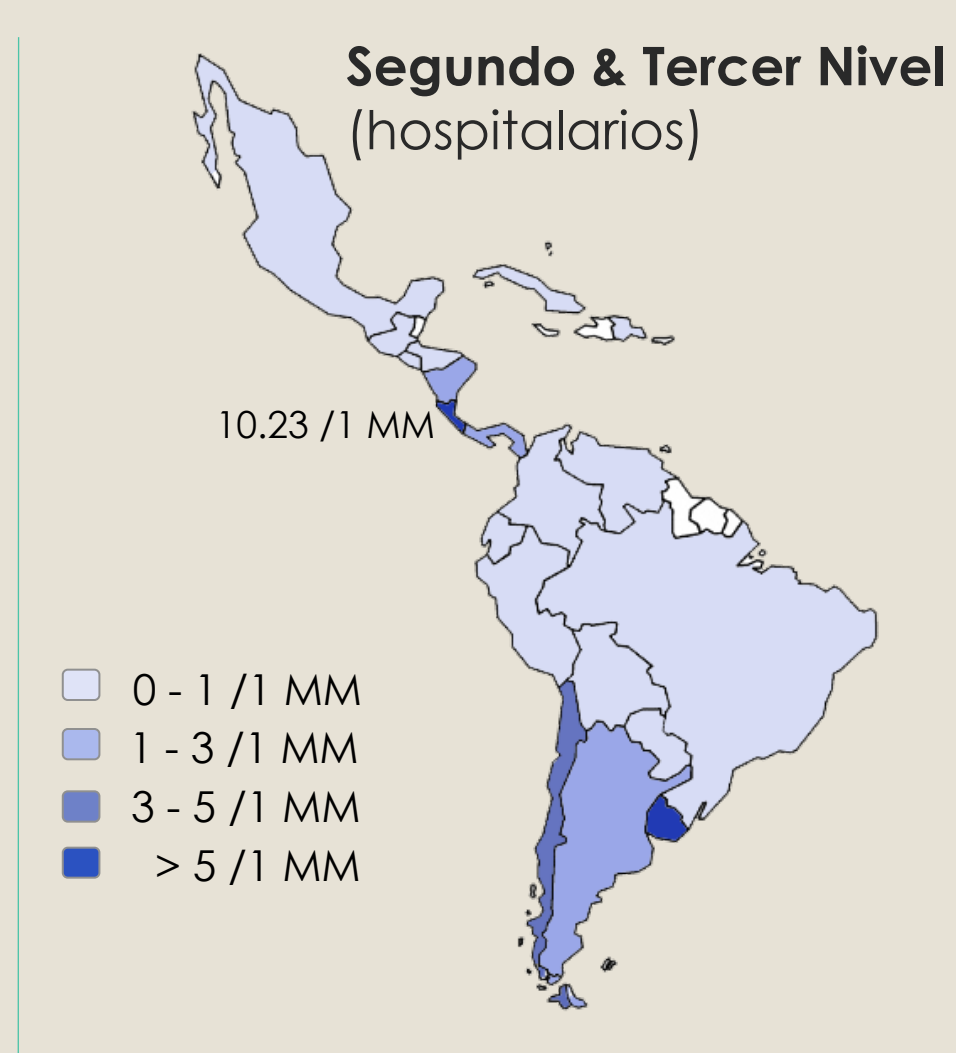 Segundo & Tercer Nivel
(hospitalarios)
10.23 /1 MM
0 - 1 /1 MM
1 - 3 /1 MM
3 - 5 /1 MM
> 5 /1 MM